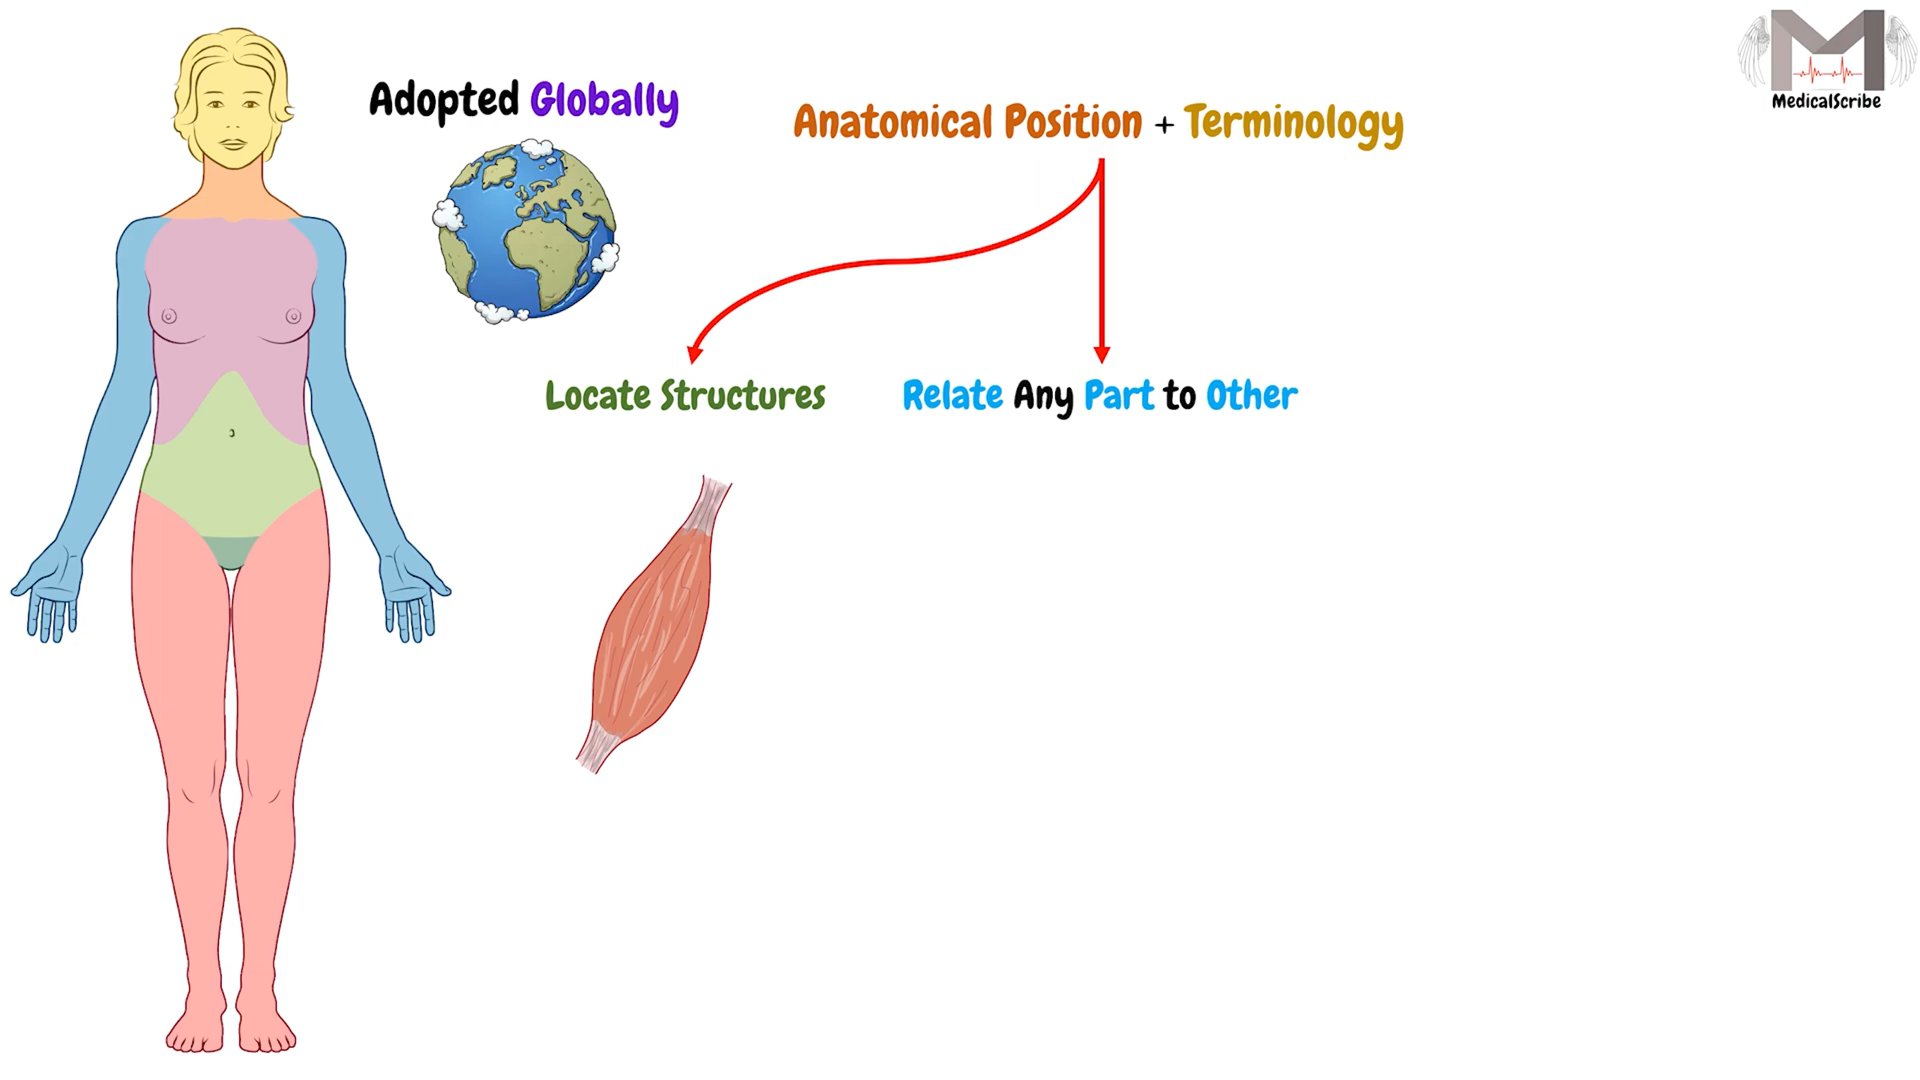 Adopted Globally
Anatomical Position + Terminology
Locate Structures
Relate Any Part to Other
M
MedicalScribe